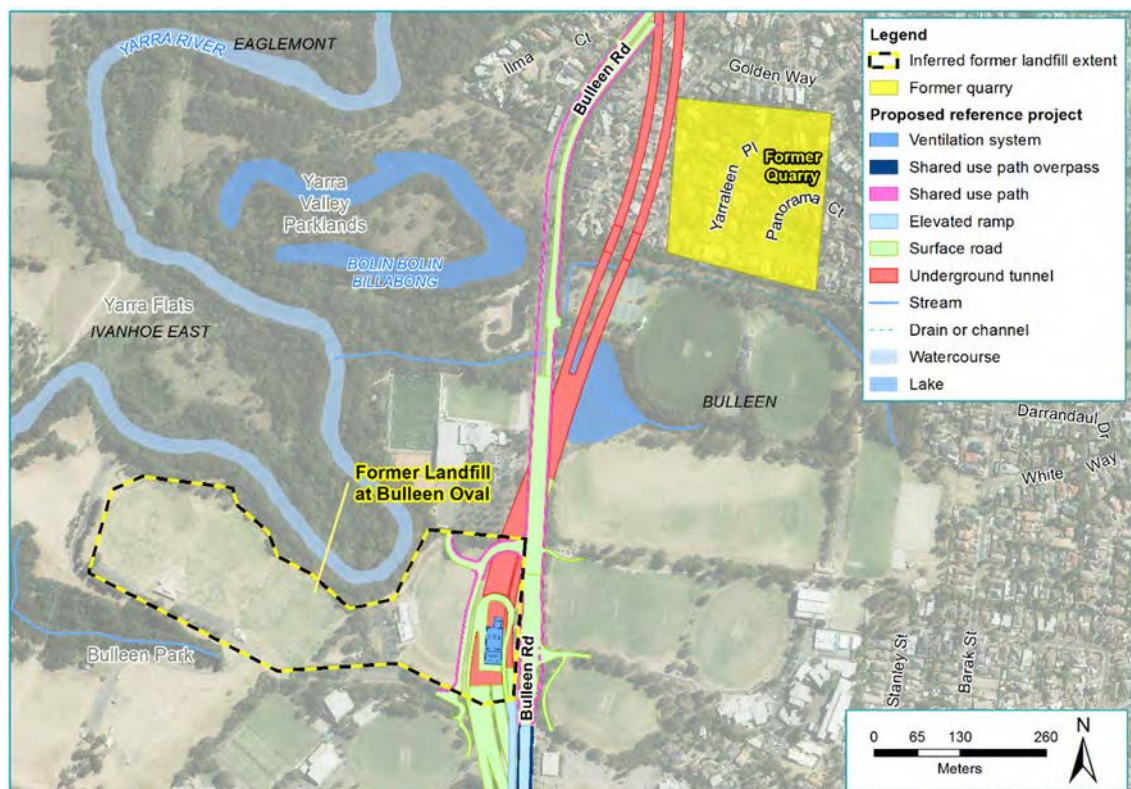 YARRA RIVER
EAGLEMONT
Ilma Ct
Bulleen Rd
Golden Way
Former
Quarry
Yarraleen Pl
Panorama Ct
Yarra
Valley
Parklands
BOLIN BOLIN
BILLABONG
Yarra Flats
IVANHOE EAST
BULLEEN
Former Landfill
at Bulleen Oval
Bulleen Park
Bulleen Rd
Darrandaul Dr
White Way
Stanley St
Barak St
Legend
Inferred former landfill extent
Former quarry
Proposed reference project
Ventilation system
Shared use path overpass
Shared use path
Elevated ramp
Surface road
Underground tunnel
Stream
Drain or channel
Watercourse
Lake
0 65 130 260
Meters
N